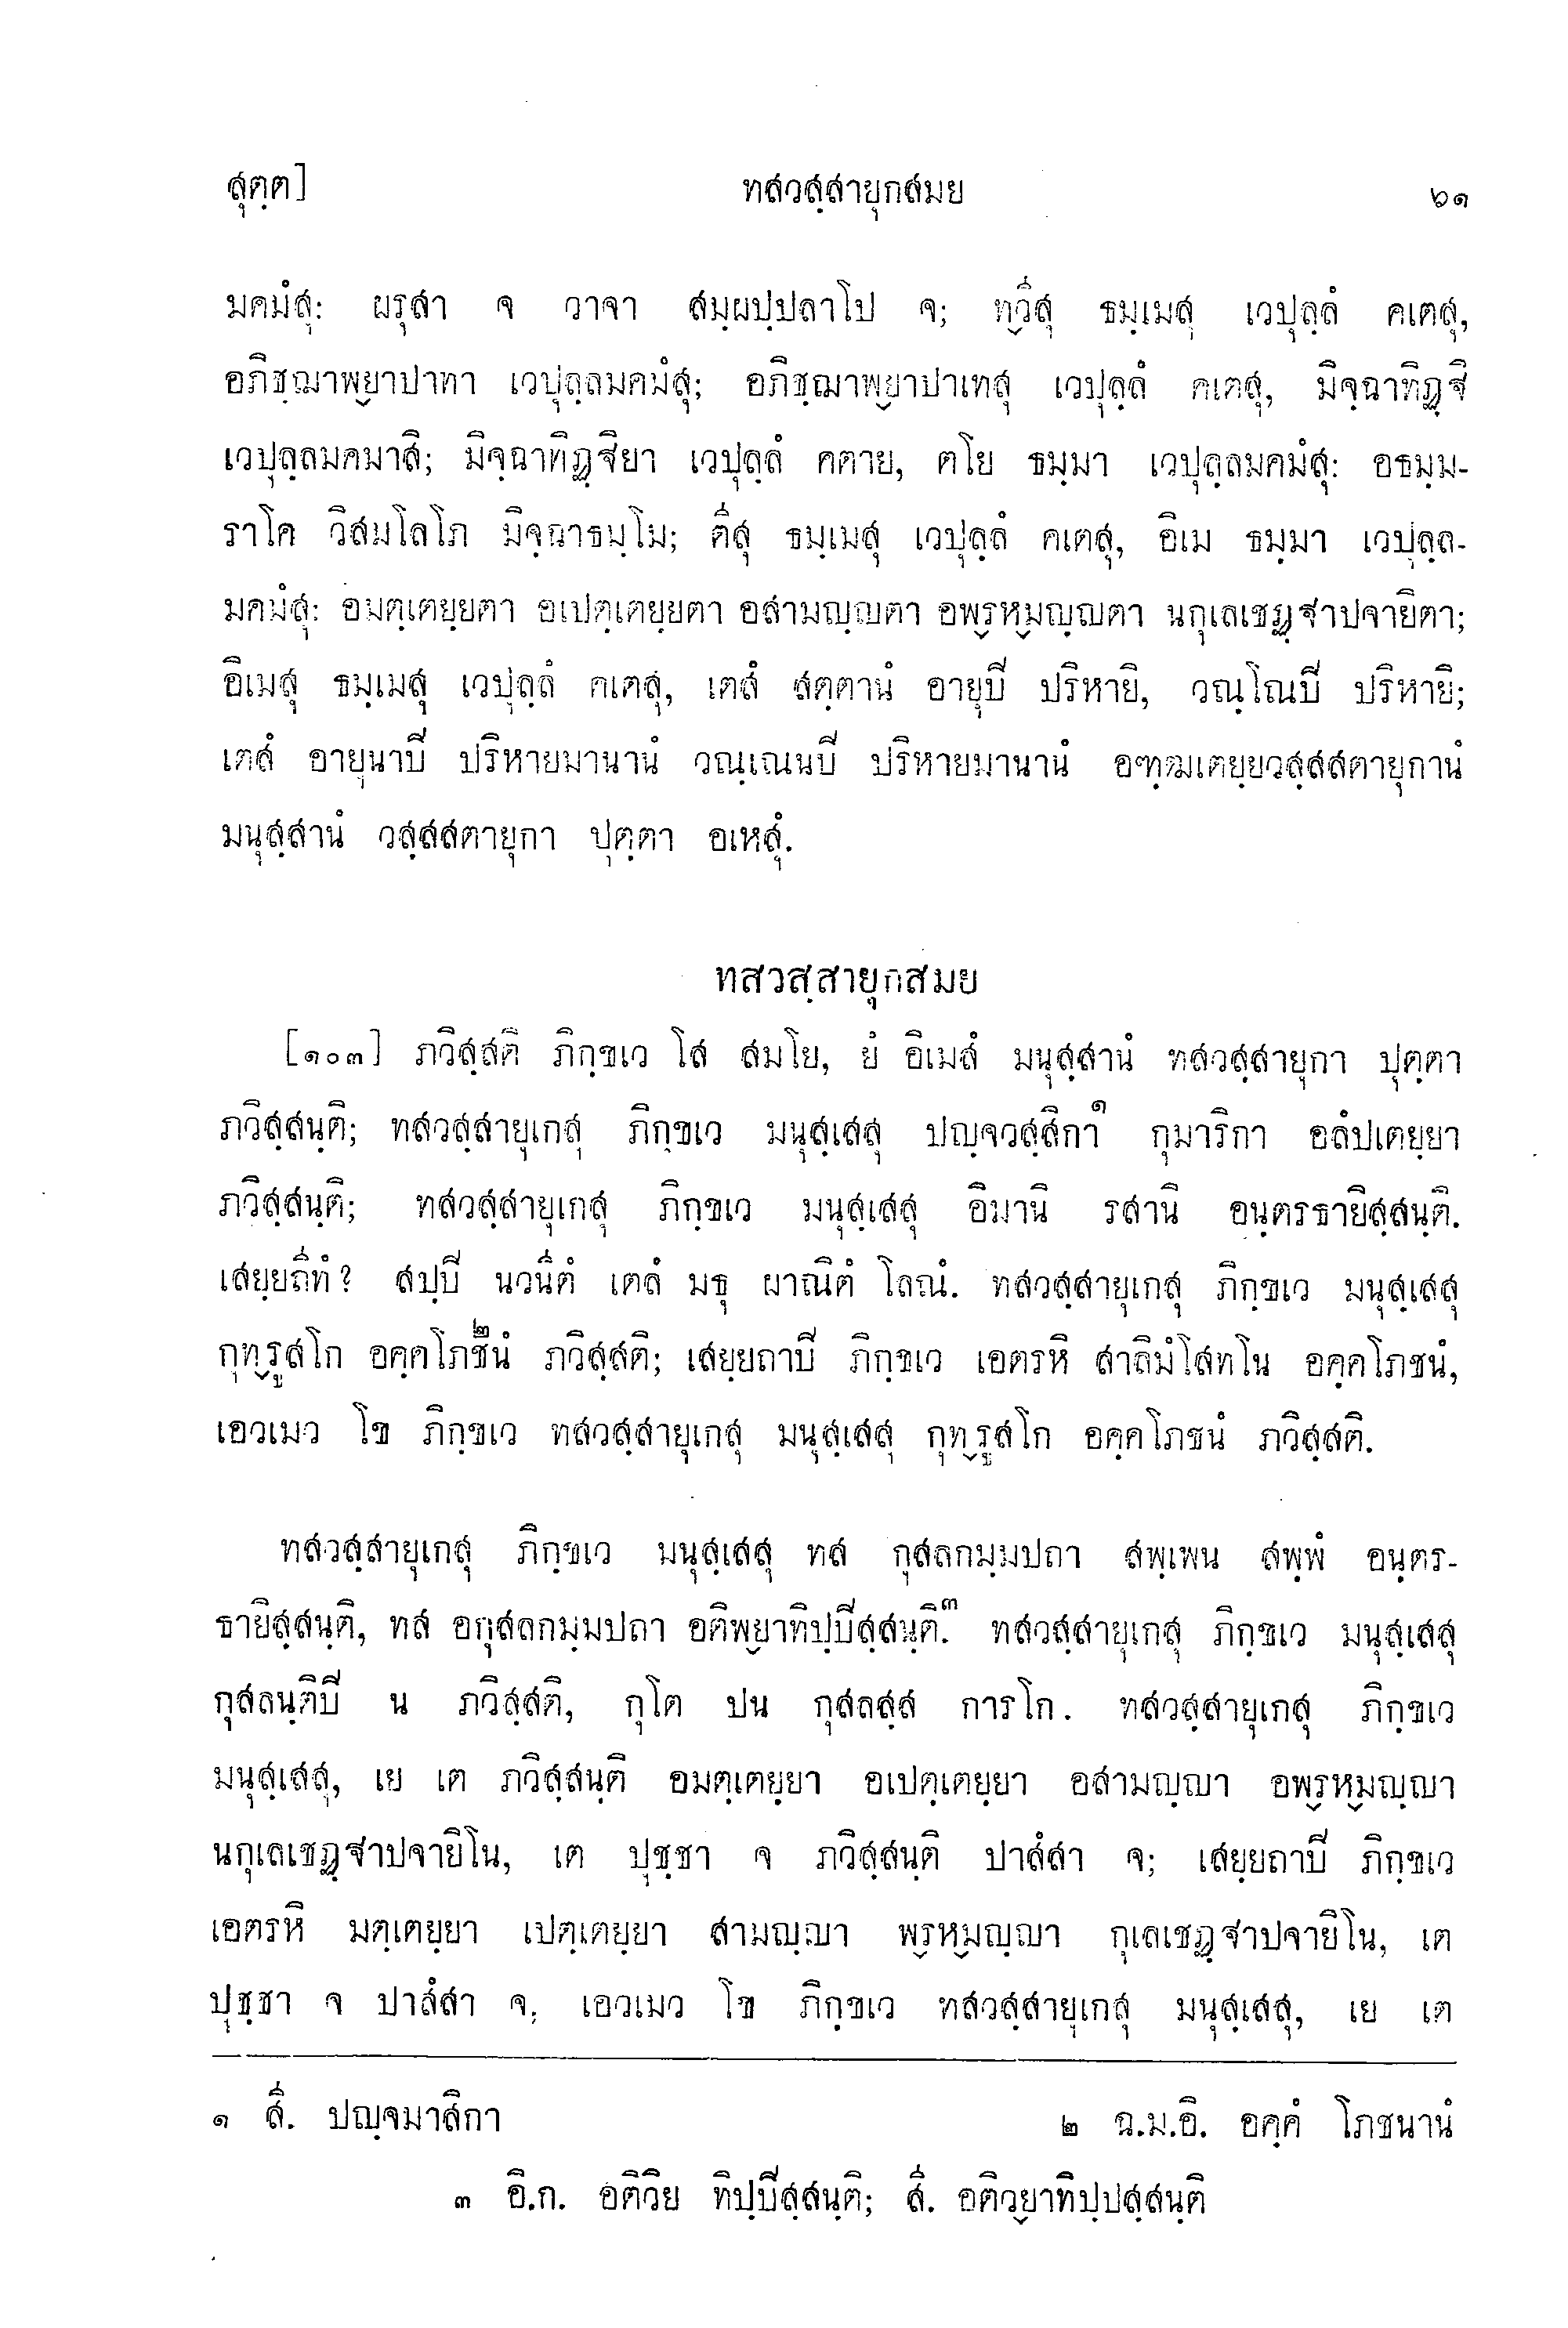 สุตฺต] ทสวสฺสายุกสมย ๖๑
มคมํสุ: ผรุสา จ วาจา สมฺผปฺปลาโป จ; ทฺ๎วีสุ ธมฺเมสุ เวปุลฺลํ คเตสุ,
อภิชฺฌาพ๎ยาปาทา เวปุลฺลมคมํสุ; อภิชฺฌาพ๎ยาปาเทสุ เวปุลฺลํ คเตสุ, มิจฺฉาทิฏฺฐิ
เวปุลฺลมคมาสิ; มิจฺฉาทิฏฺฐิยา เวปุลฺลํ คตาย, ตโย ธมฺมา เวปุลฺลมคมํสุ: อธมฺม-
ราโค วิสมโลโภ มิจฺฉาธมฺโม; ตีสุ ธมฺเมสุ เวปุลฺลํ คเตสุ, อิเม ธมฺมา เวปุลฺล-
มคมํสุ: อมตฺเตยฺยตา อเปตฺเตยฺยตา อสามญฺญตา อพ๎รห๎มญฺญตา นกุเลเชฏฺฐาปจายิตา;
อิเมสุ ธมฺเมสุ เวปุลฺลํ คเตสุ, เตสํ สตฺตานํ อายุปิ ปริหายิ, วณฺโณปิ ปริหายิ;
เตสํ อายุนาปิ ปริหายมานานํ วณฺเณนปิ ปริหายมานานํ อฑฺฒเตยฺยวสฺสสตายุกานํ
มนุสฺสานํ วสฺสสตายุกา ปุตฺตา อเหสุํ.
ทสวสฺสายุกสมย
[๑๐๓] ภวิสฺสติ ภิกฺขเว โส สมโย, ยํ อิเมสํ มนุสฺสานํ ทสวสฺสายุกา ปุตฺตา
ภวิสฺสนฺติ; ทสวสฺสายุเกสุ ภิกฺขเว มนุสฺเสสุ ปญฺจวสฺสิกา๑ กุมาริกา อลํปเตยฺยา
ภวิสฺสนฺติ; ทสวสฺสายุเกสุ ภิกฺขเว มนุสฺเสสุ อิมานิ รสานิ อนฺตรธายิสฺสนฺติ.
เสยฺยถีทํ? สปฺปิ นวนีตํ เตลํ มธุ ผาณิตํ โลณํ. ทสวสฺสายุเกสุ ภิกฺขเว มนุสฺเสสุ
กุท๎รูสโก อคฺคโภชนํ๒ ภวิสฺสติ; เสยฺยถาปิ ภิกฺขเว เอตรหิ สาลิมํโสทโน อคฺคโภชนํ,
เอวเมว โข ภิกฺขเว ทสวสฺสายุเกสุ มนุสฺเสสุ กุท๎รูสโก อคฺคโภชนํ ภวิสฺสติ.
ทสวสฺสายุเกสุ ภิกฺขเว มนุสฺเสสุ ทส กุสลกมฺมปถา สพฺเพน สพฺพํ อนฺตร-
ธายิสฺสนฺติ, ทส อกุสลกมฺมปถา อติพ๎ยาทิปฺปิสฺสนฺติ.๓ ทสวสฺสายุเกสุ ภิกฺขเว มนุสฺเสสุ
กุสลนฺติปิ น ภวิสฺสติ, กุโต ปน กุสลสฺส การโก. ทสวสฺสายุเกสุ ภิกฺขเว
มนุสฺเสสุ, เย เต ภวิสฺสนฺติ อมตฺเตยฺยา อเปตฺเตยฺยา อสามญฺญา อพ๎รห๎มญฺญา
นกุเลเชฏฺฐาปจายิโน, เต ปุชฺชา จ ภวิสฺสนฺติ ปาสํสา จ; เสยฺยถาปิ ภิกฺขเว
เอตรหิ มตฺเตยฺยา เปตฺเตยฺยา สามญฺญา พ๎รห๎มญฺญา กุเลเชฏฺฐาปจายิโน, เต
ปุชฺชา จ ปาสํสา จ; เอวเมว โข ภิกฺขเว ทสวสฺสายุเกสุ มนุสฺเสสุ, เย เต
๑ สี. ปญฺจมาสิกา ๒ ฉ.ม.อิ. อคฺคํ โภชนานํ
๓ อิ.ก. อติวิย ทิปฺปิสฺสนฺติ; สี. อติว๎ยาทิปฺปสฺสนฺติ